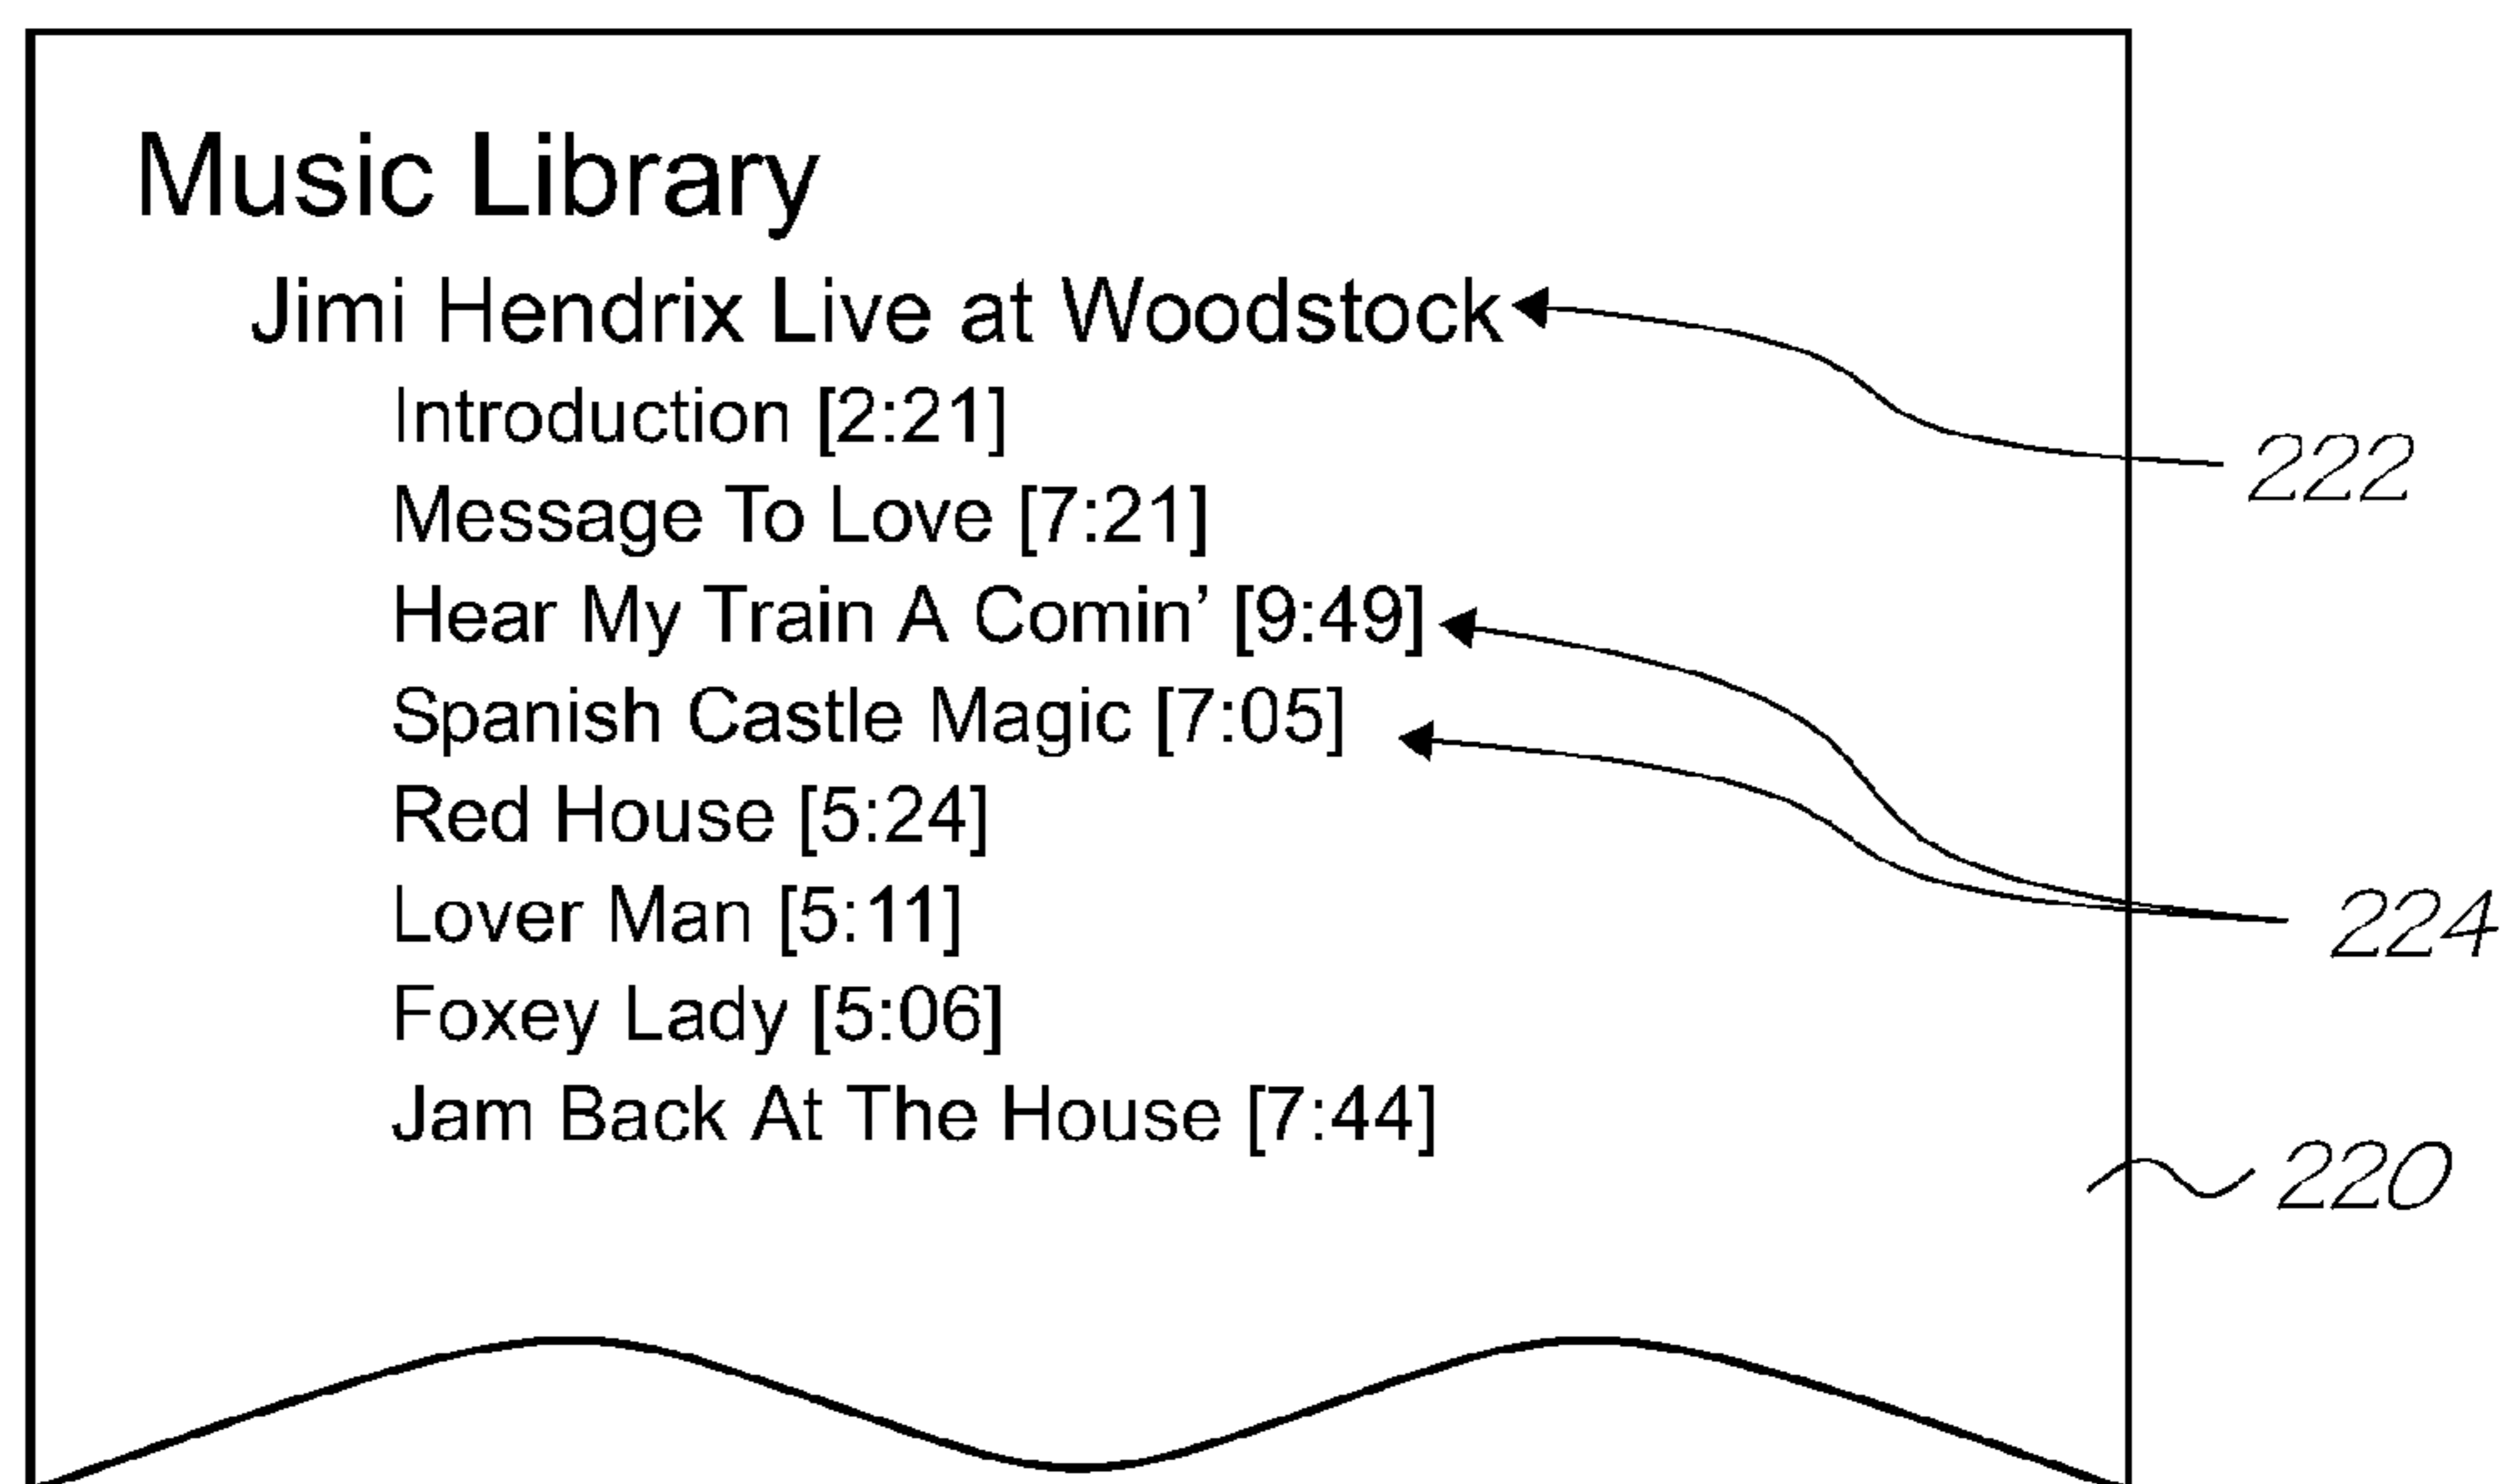 Music Library
Jimi Hendrix Live at Woodstock
Introduction [2:21]
222
Message To Love [7:21]
Hear My Train A Comin’ [9:49]
Spanish Castle Magic [7:05]
Red House [5:24]
Lover Man [5:11]
224
Foxey Lady [5:06]
Jam Back At The House [7:44]
220